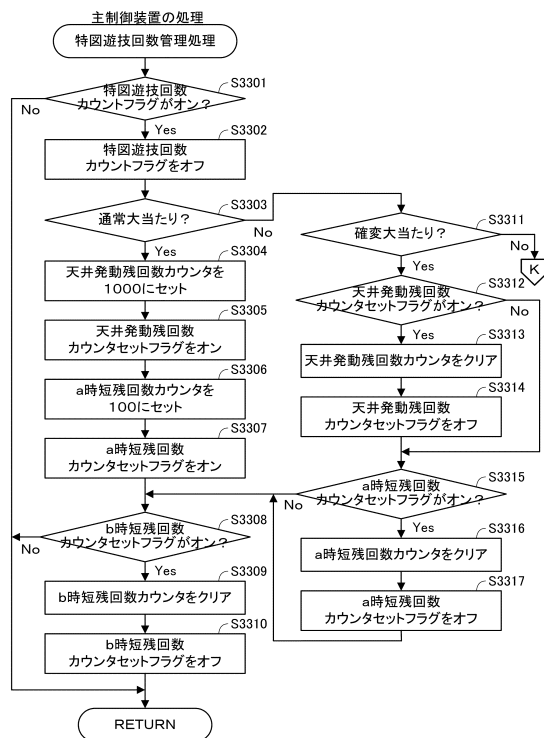 主制御装置の処理
特図遊技回数管理処理
S3301
特図遊技回数
カウントフラグがオン？
No
Yes
S3302
特図遊技回数
カウントフラグをオフ
S3303
通常大当たり？
No
Yes
S3304
天井発動残回数カウンタを
1000にセット
S3305
天井発動残回数
カウンタセットフラグをオン
S3306
a時短残回数カウンタを
100にセット
S3307
a時短残回数
カウンタセットフラグをオン
S3308
b時短残回数
カウンタセットフラグがオン？
No
Yes
S3309
b時短残回数カウンタをクリア
S3310
b時短残回数
カウンタセットフラグをオフ
RETURN
S3311
確変大当たり？
No
K
Yes
S3312
天井発動残回数
カウンタセットフラグがオン？
No
Yes
S3313
天井発動残回数カウンタをクリア
S3314
天井発動残回数
カウンタセットフラグをオフ
S3315
a時短残回数
カウンタセットフラグがオン？
No
Yes
S3316
a時短残回数カウンタをクリア
S3317
a時短残回数
カウンタセットフラグをオフ